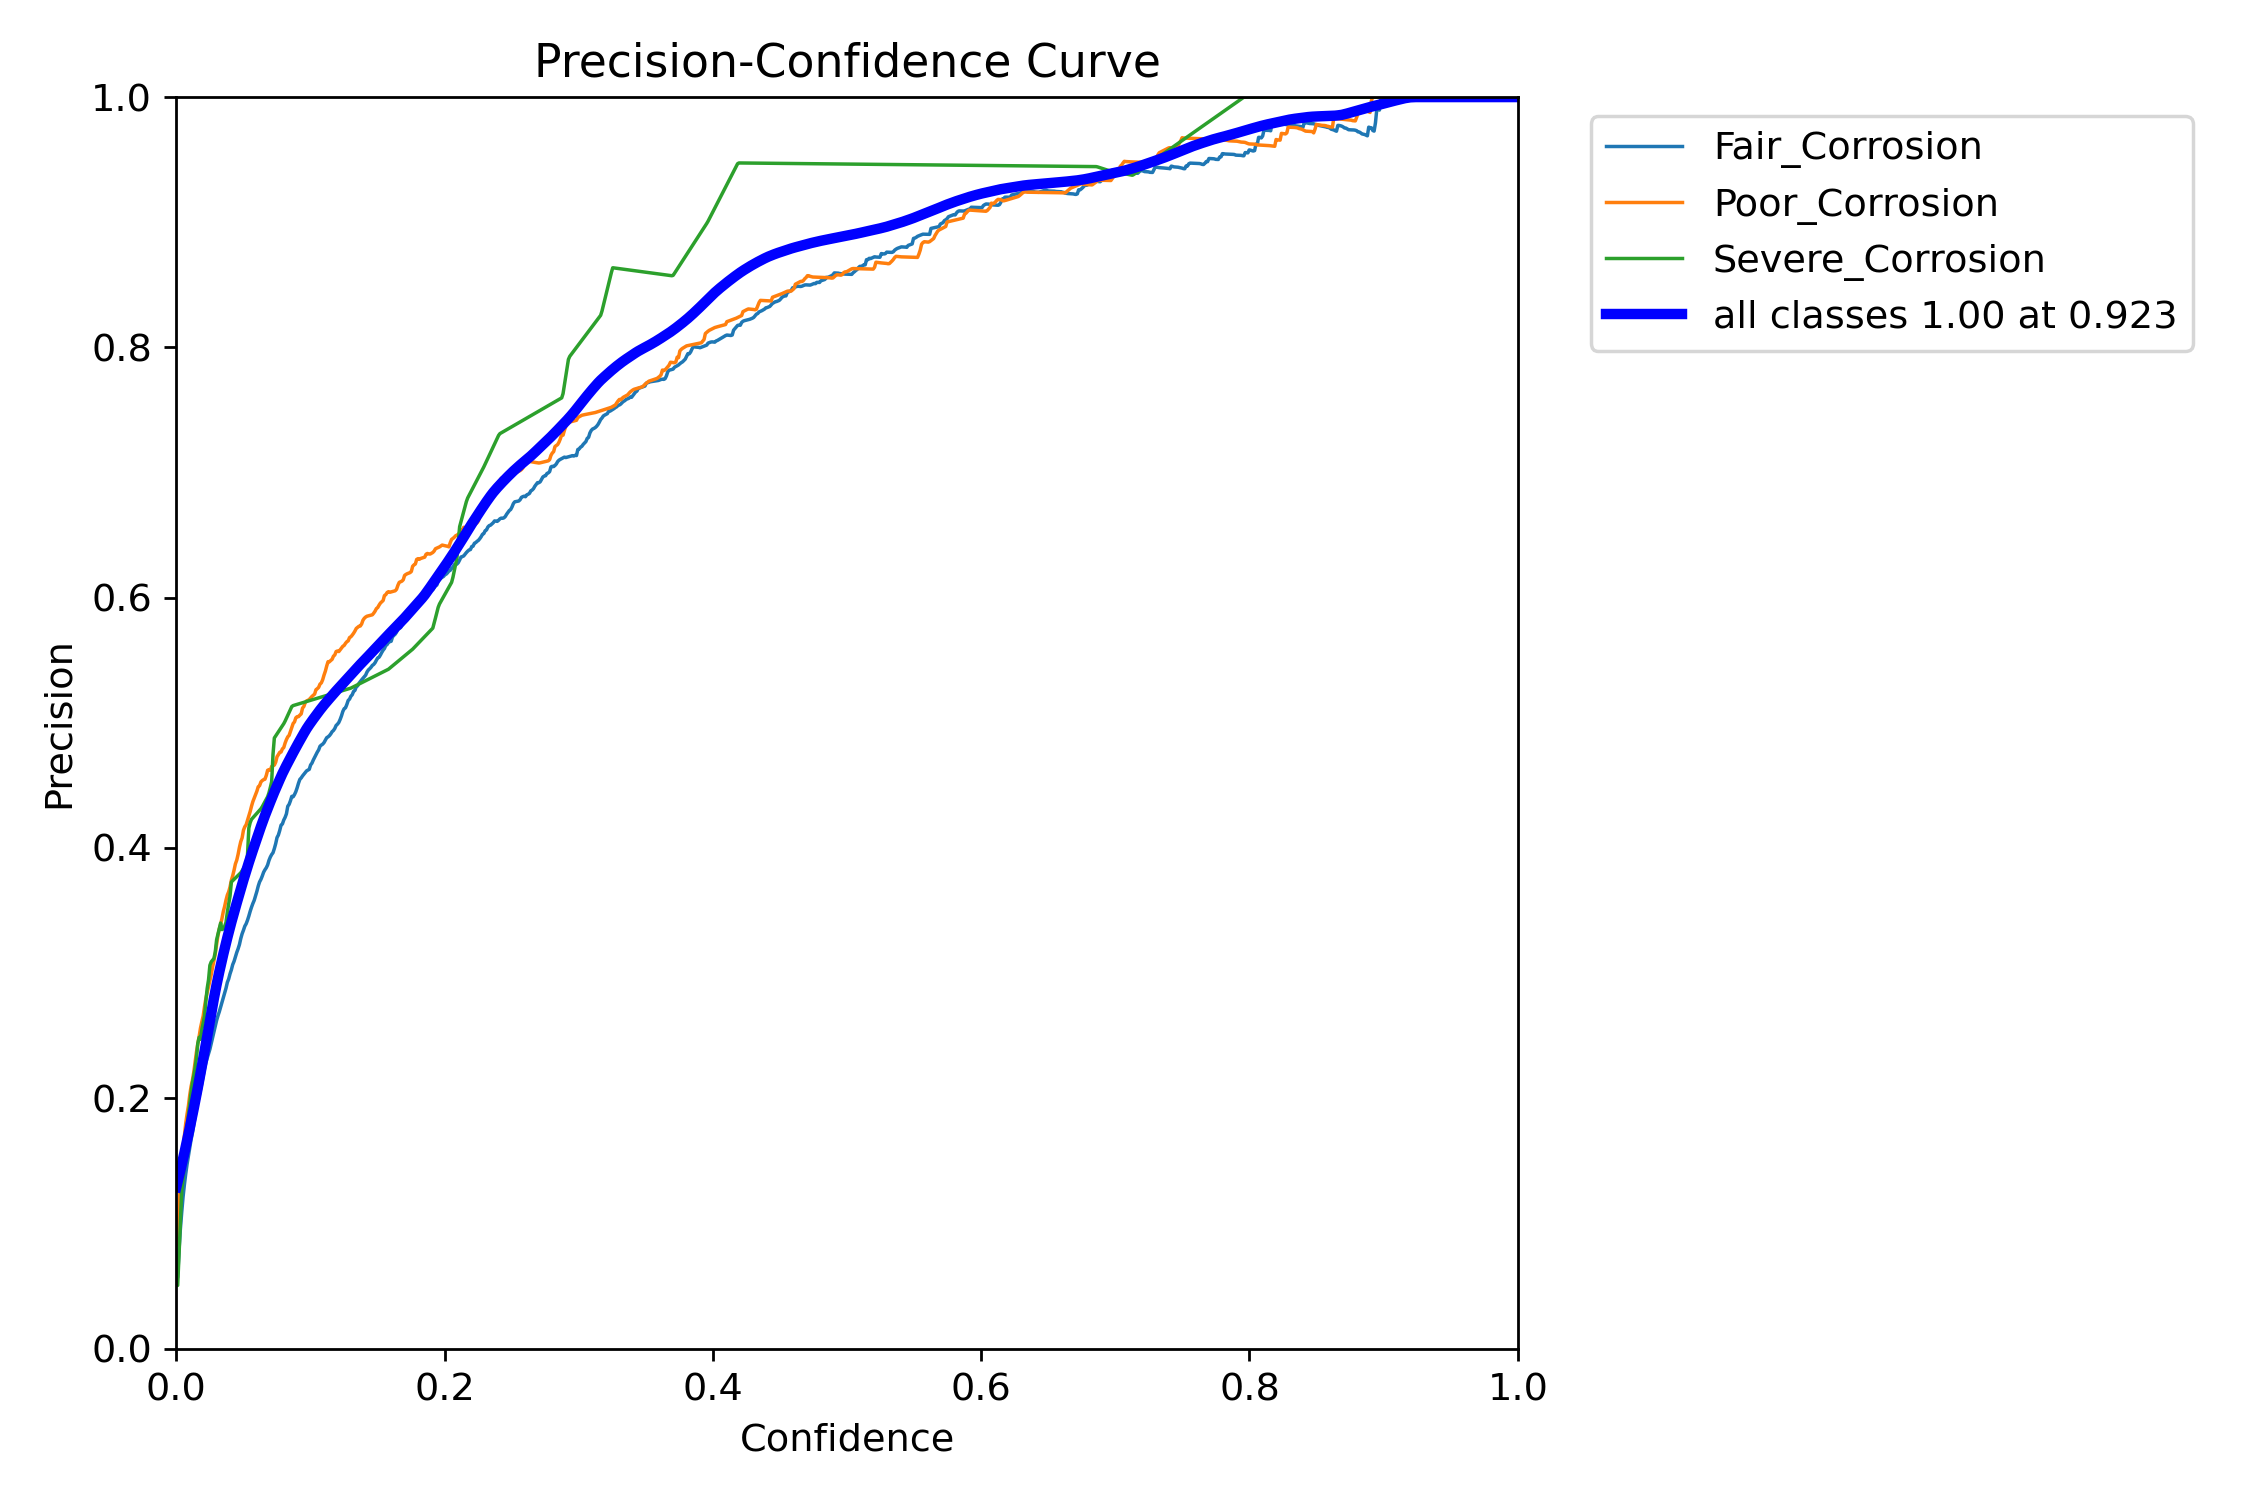 Precision-Confidence Curve
1.0
0.8
0.6
0.4
0.2
0.0
Precision
0.0 0.2 0.4 0.6 0.8 1.0
Confidence
Fair_Corrosion
Poor_Corrosion
Severe_Corrosion
all classes 1.00 at 0.923